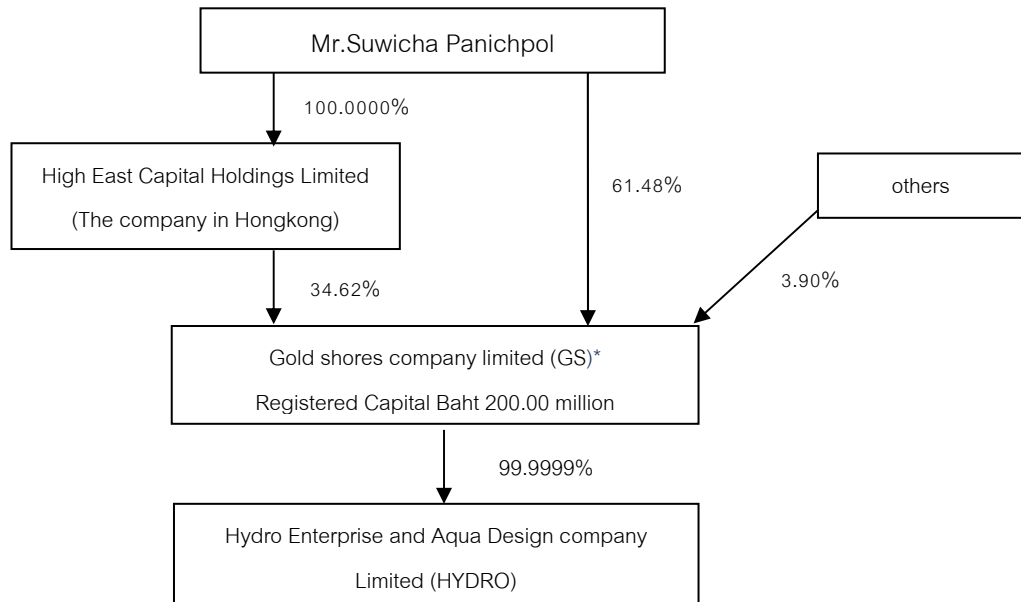 Mr.Suwicha Panichpol
100.0000%
High East Capital Holdings Limited
(The company in Hongkong)
61.48%
others
34.62%
3.90%
Gold shores company limited (GS)*
Registered Capital Baht 200.00 million
99.9999%
Hydro Enterprise and Aqua Design company
Limited (HYDRO)